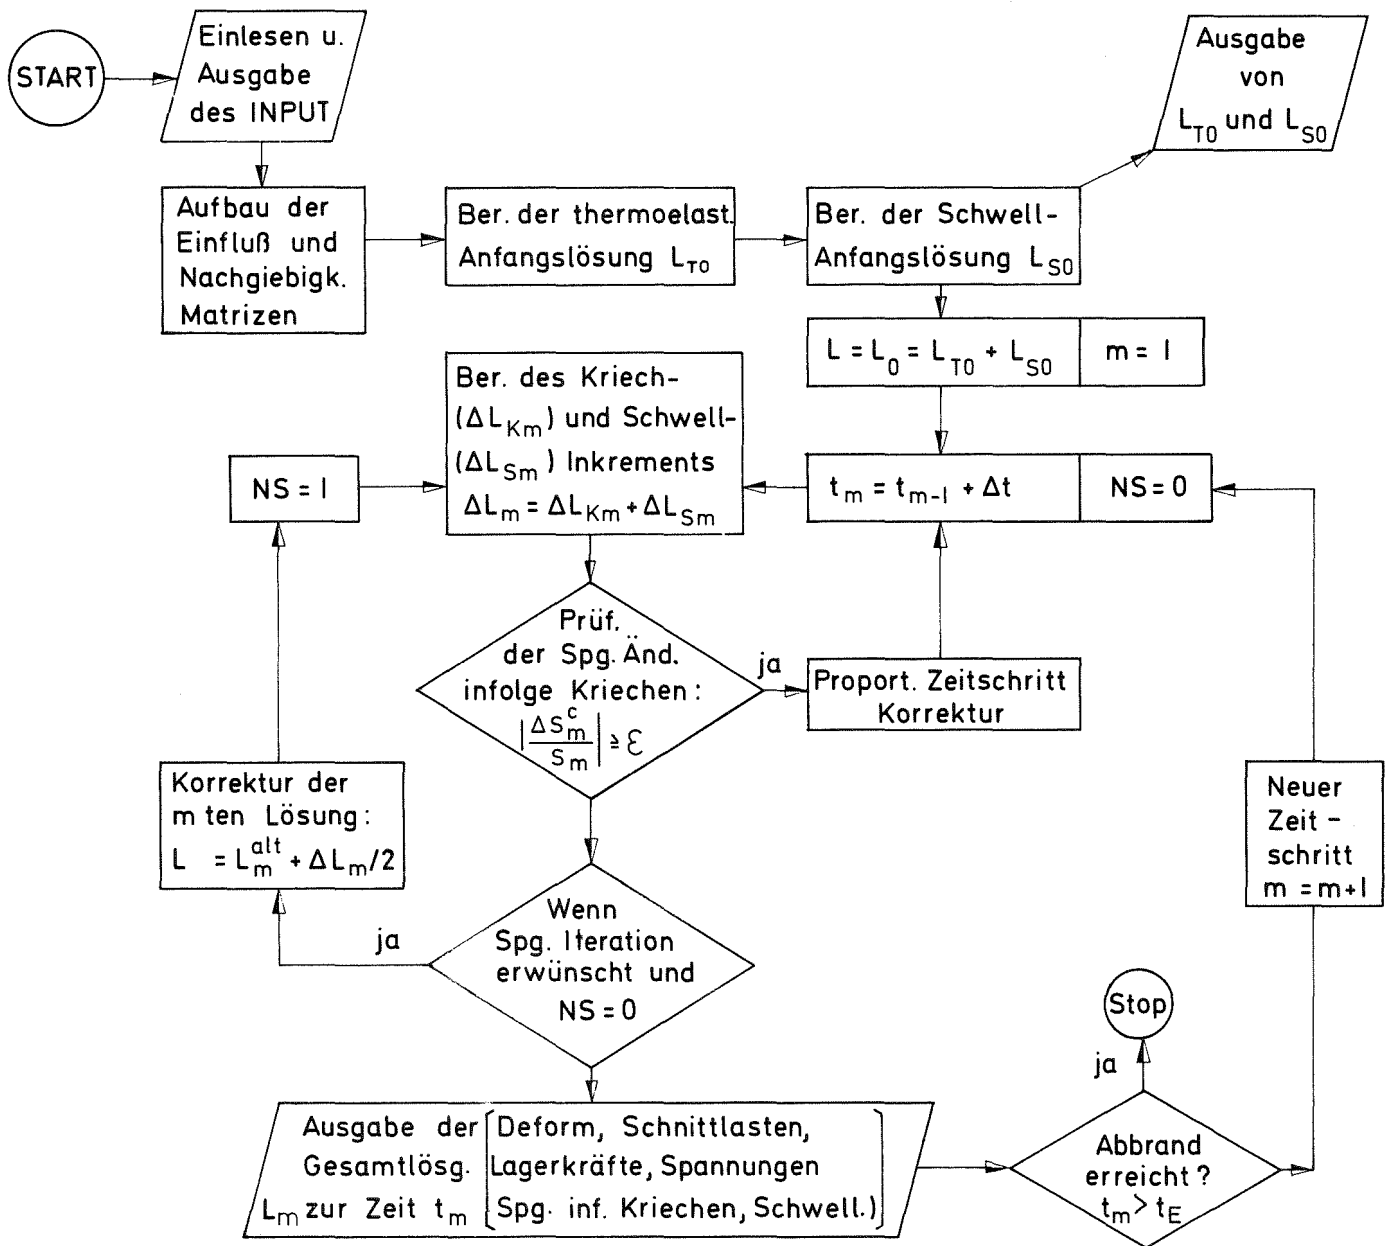 START
Einlesen u.
Ausgabe
des INPUT
Ausgabe
von
L_T0 und L_S0
Aufbau der
Einfluß und
Nachgiebigk.
Matrizen
Ber. der thermoelast.
Anfangslösung L_T0
Ber. der Schwell-
Anfangslösung L_S0
L = L_0 = L_T0 + L_S0
m = 1
Ber. des Kriech-
(ΔL_Km) und Schwell-
(ΔL_Sm) Inkrements
ΔL_m = ΔL_Km + ΔL_Sm
NS = 1
t_m = t_m-1 + Δt
NS = 0
Prüf.
der Spg. Änd.
infolge Kriechen :
|ΔS_m^c / S_m| ≧ ε
ja
Proport. Zeitschritt
Korrektur
Korrektur der
m ten Lösung :
L = L_m^alt + ΔL_m/2
Neuer
Zeit -
schritt
m = m+1
Wenn
Spg. Iteration
erwünscht und
NS = 0
ja
Stop
ja
Ausgabe der [Deform, Schnittlasten,
Gesamtlösg. Lagerkräfte, Spannungen
L_m zur Zeit t_m Spg. inf. Kriechen, Schwell.)]
Abbrand
erreicht ?
t_m > t_E